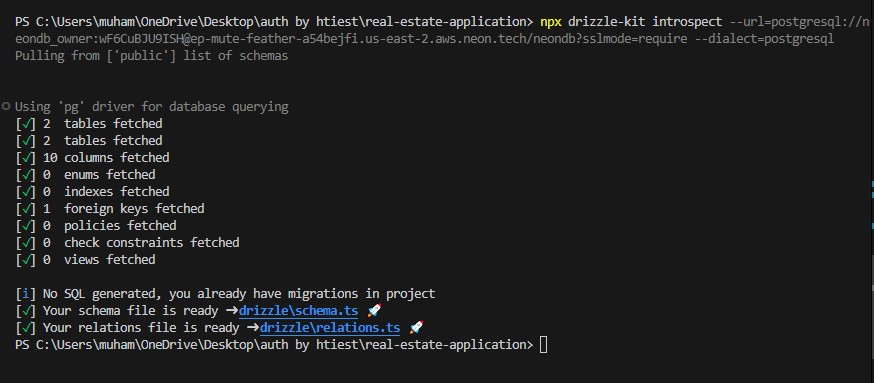 PS C:\Users\muham\OneDrive\Desktop\auth by htiest\real-estate-application> npx drizzle-kit introspect --url=postgresql://n
eondb_owner:wF6CuBJU9ISH@ep-mute-feather-a54bejfi.us-east-2.aws.neon.tech/neondb?sslmode=require --dialect=postgresql
Pulling from ['public'] list of schemas
Using 'pg' driver for database querying
[✓] 2 tables fetched
[✓] 2 tables fetched
[✓] 10 columns fetched
[✓] 0 enums fetched
[✓] 0 indexes fetched
[✓] 1 foreign keys fetched
[✓] 0 policies fetched
[✓] 0 check constraints fetched
[✓] 0 views fetched
[i] No SQL generated, you already have migrations in project
[✓] Your schema file is ready ➜ drizzle\schema.ts 🚀
[✓] Your relations file is ready ➜ drizzle\relations.ts 🚀
PS C:\Users\muham\OneDrive\Desktop\auth by htiest\real-estate-application>